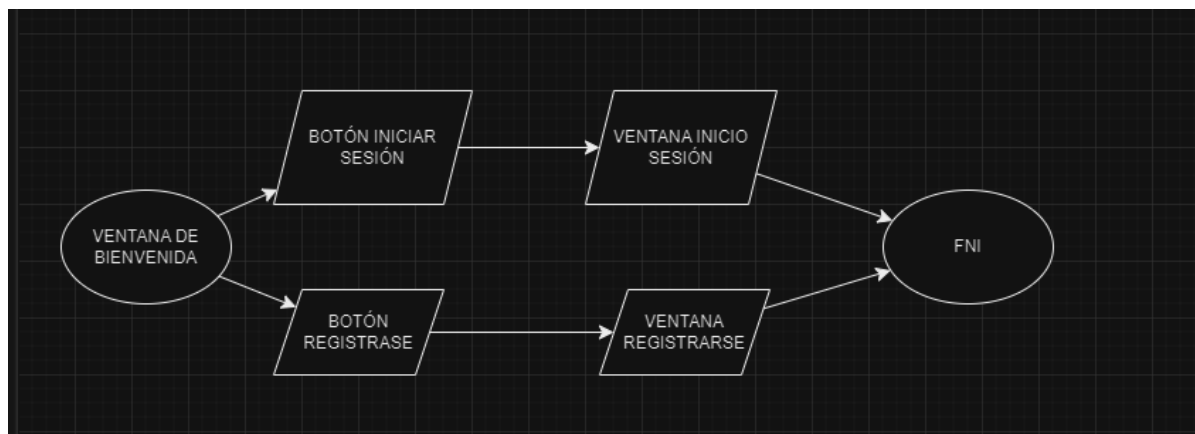 BOTÓN INICIAR
SESIÓN
VENTANA INICIO
SESIÓN
VENTANA DE
BIENVENIDA
FNI
BOTÓN
REGISTRASE
VENTANA
REGISTRARSE